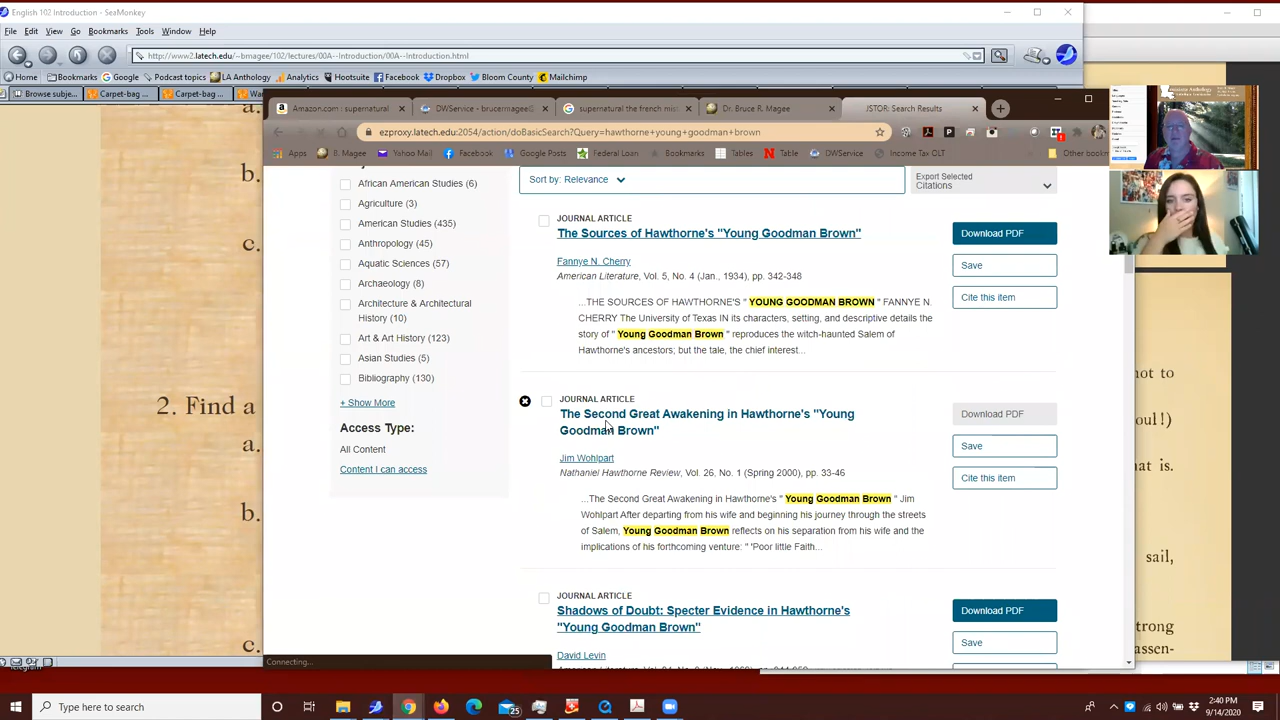 English 102 Introduction - SeaMonkey
File Edit View Go Bookmarks Tools Window Help
http://www2.latech.edu/~bmagee/102/lectures/00A--Introduction/00A--Introduction.html
Home Bookmarks Google Podcast topics LA Anthology Analytics Hootsuite Facebook Dropbox Bloom County Mailchimp
Browse subje... Carpet-bag ... Carpet-bag ...
Amazon.com : supernatural DWService supernatural the french mis Dr. Bruce R. Magee JSTOR: Search Results
ezproxy.latech.edu:2054/action/doBasicSearch?Query=hawthorne+young+goodman+brown
Apps B. Magee Facebook Google Posts Federal Loan Bookmarks Tables Table DWService Income Tax OLT Other book
a.
b.
c.
2. Find a
a.
b.
c.
African American Studies (6)
Agriculture (3)
American Studies (435)
Anthropology (45)
Aquatic Sciences (57)
Archaeology (8)
Architecture & Architectural
History (10)
Art & Art History (123)
Asian Studies (5)
Bibliography (130)
+ Show More
Access Type:
All Content
Content I can access
Sort by: Relevance
Export Selected
Citations
JOURNAL ARTICLE
The Sources of Hawthorne's "Young Goodman Brown"
Fannye N. Cherry
American Literature, Vol. 5, No. 4 (Jan., 1934), pp. 342-348
...THE SOURCES OF HAWTHORNE'S " YOUNG GOODMAN BROWN " FANNYE N.
CHERRY The University of Texas IN its characters, setting, and descriptive details the
story of " Young Goodman Brown " reproduces the witch-haunted Salem of
Hawthorne's ancestors; but the tale, the chief interest...
Download PDF
Save
Cite this item
JOURNAL ARTICLE
The Second Great Awakening in Hawthorne's "Young
Goodman Brown"
Jim Wohlpart
Nathaniel Hawthorne Review, Vol. 26, No. 1 (Spring 2000), pp. 33-46
...The Second Great Awakening in Hawthorne's " Young Goodman Brown " Jim
Wohlpart After departing from his wife and beginning his journey through the streets
of Salem, Young Goodman Brown reflects on his separation from his wife and the
implications of his forthcoming venture: " 'Poor little Faith...
Download PDF
Save
Cite this item
JOURNAL ARTICLE
Shadows of Doubt: Specter Evidence in Hawthorne's
"Young Goodman Brown"
David Levin
Download PDF
Save
not to
oul!)
at is.
sail,
trong
assen-
Connecting...
Type here to search
25
2:40 PM
9/14/2020